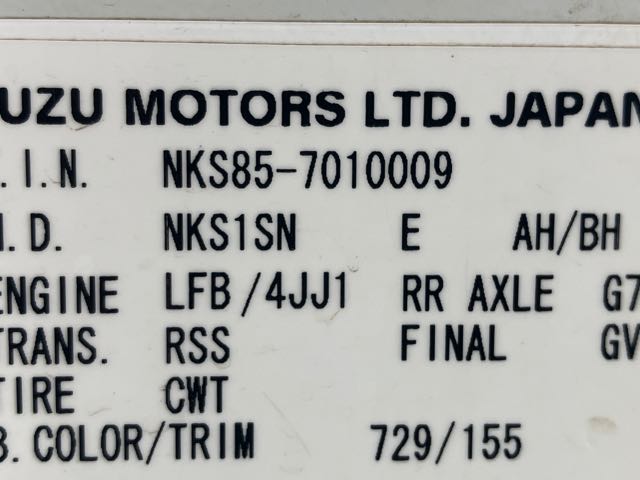 UZU MOTORS LTD. JAPAN
.I.N. NKS85-7010009
.D. NKS1SN E AH/BH
ENGINE LFB/4JJ1 RR AXLE G7
TRANS. RSS FINAL GV
TIRE CWT
B.COLOR/TRIM 729/155